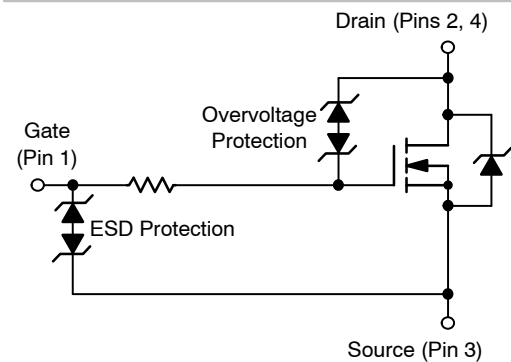 Drain (Pins 2, 4)
Overvoltage
Protection
Gate
(Pin 1)
ESD Protection
Source (Pin 3)